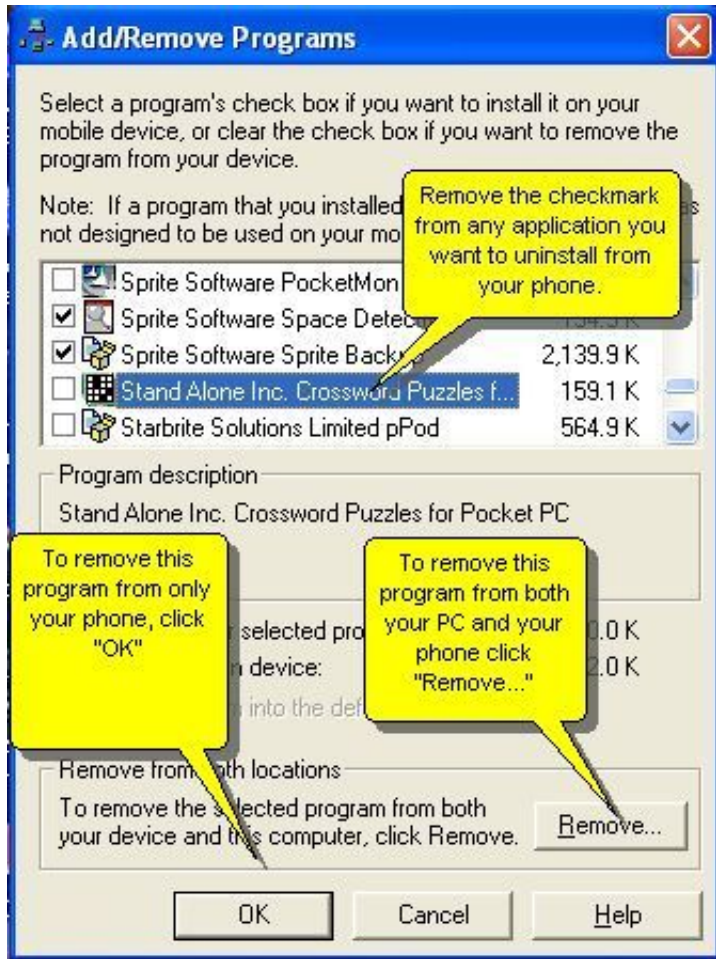 Add/Remove Programs
Select a program's check box if you want to install it on your
mobile device, or clear the check box if you want to remove the
program from your device.
Note: If a program that you installed
not designed to be used on your
Remove the checkmark
from any application you
want to uninstall from
your phone.
Sprite Software PocketMon
Sprite Software Space
Sprite Software Sprite Backup 2,139.9 K
Stand Alone Inc. Crossword Puzzles f... 159.1 K
Starbrite Solutions Limited pPod 564.9 K
Program description
Stand Alone Inc. Crossword Puzzles for Pocket PC
To remove this
program from only
your phone, click
"OK"
To remove this
program from both
your PC and your
phone click
"Remove..."
selected
device:
into the
Remove from both locations
To remove the selected program from both
your device and this computer, click Remove.
Remove...
OK
Cancel
Help